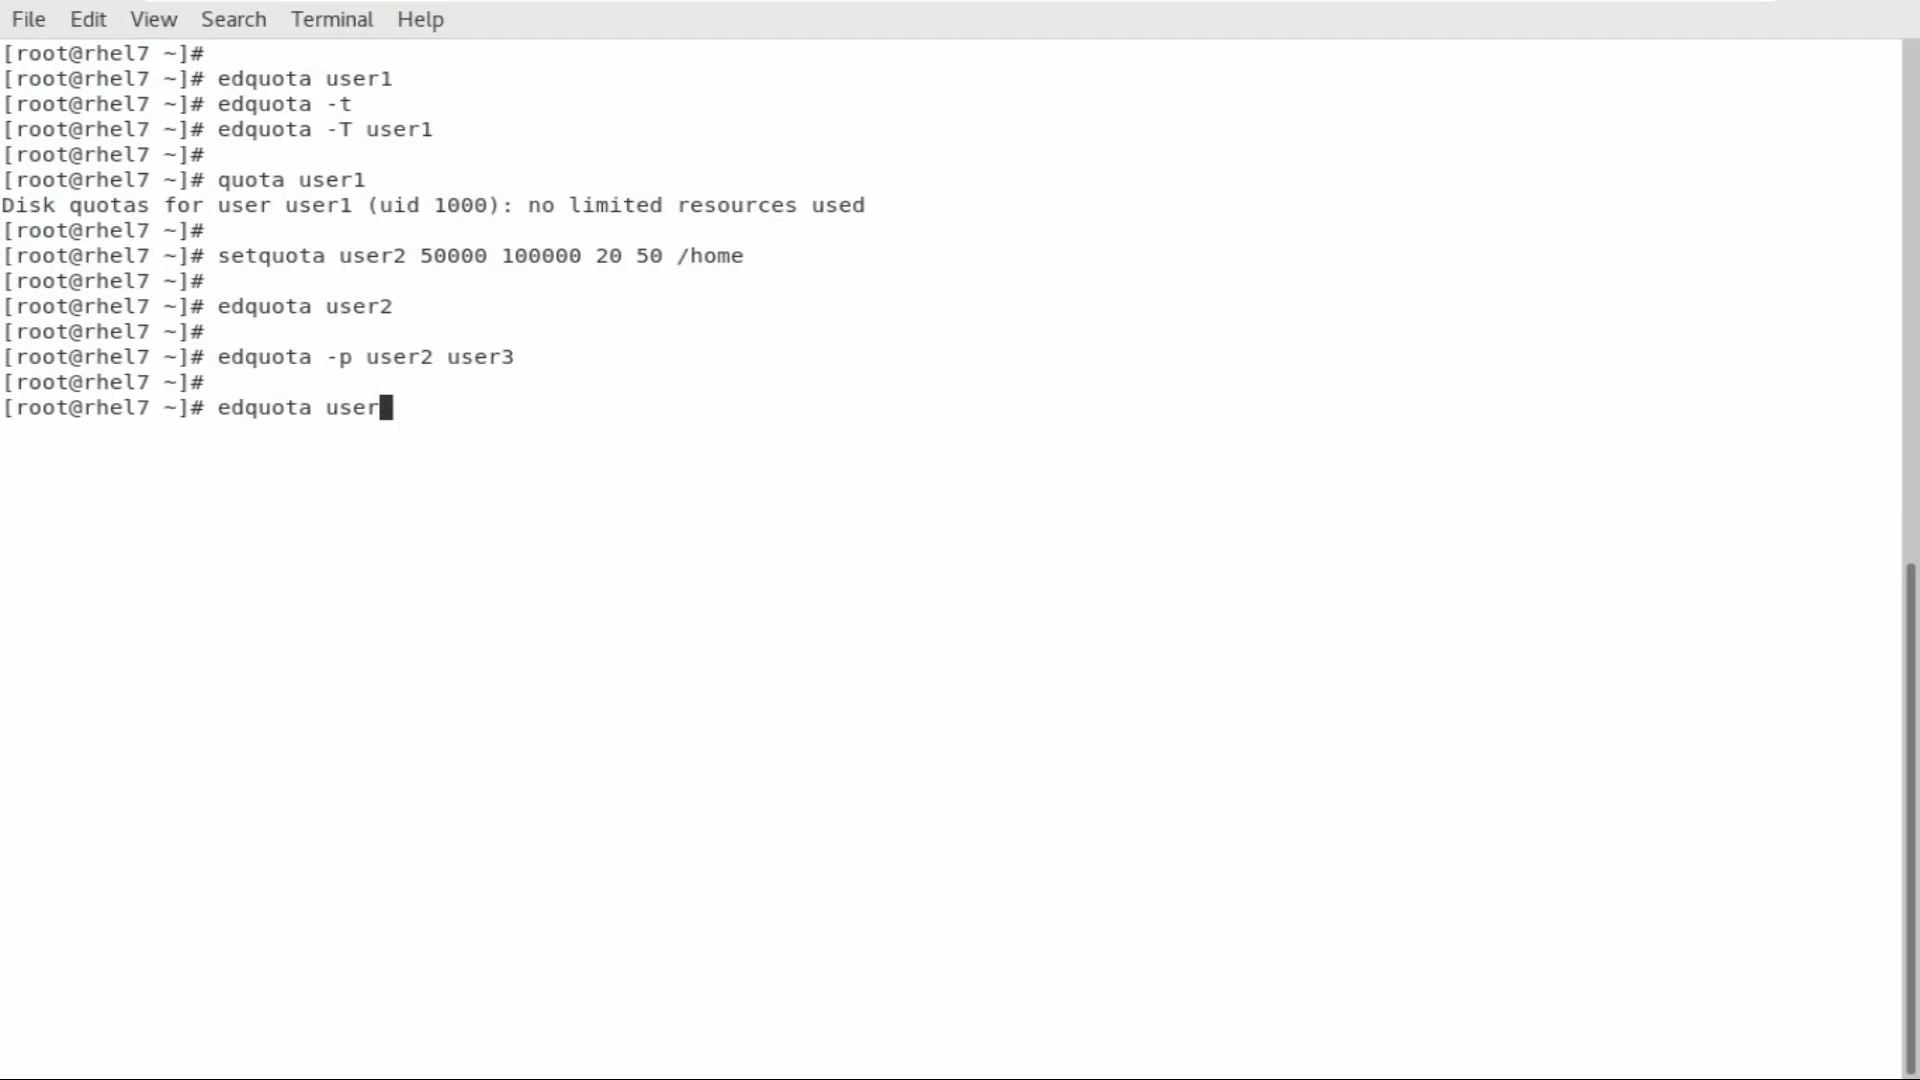 File Edit View Search Terminal Help
[root@rhel7 ~]#
[root@rhel7 ~]# edquota user1
[root@rhel7 ~]# edquota -t
[root@rhel7 ~]# edquota -T user1
[root@rhel7 ~]#
[root@rhel7 ~]# quota user1
Disk quotas for user user1 (uid 1000): no limited resources used
[root@rhel7 ~]#
[root@rhel7 ~]# setquota user2 50000 100000 20 50 /home
[root@rhel7 ~]#
[root@rhel7 ~]# edquota user2
[root@rhel7 ~]#
[root@rhel7 ~]# edquota -p user2 user3
[root@rhel7 ~]#
[root@rhel7 ~]# edquota user